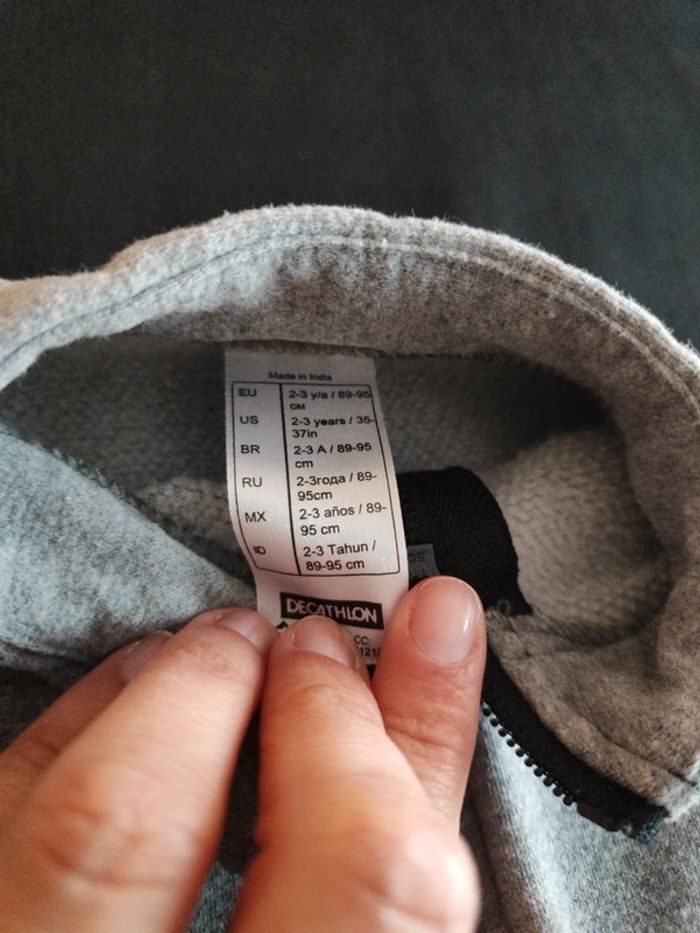 Made in India
EU 2-3 y/a / 89-95
CM
US 2-3 years / 35-
37in
BR 2-3 A / 89-95
cm
RU 2-3года / 89-
95cm
MX 2-3 años / 89-
95 cm
ID 2-3 Tahun /
89-95 cm
DECATHLON
CC: